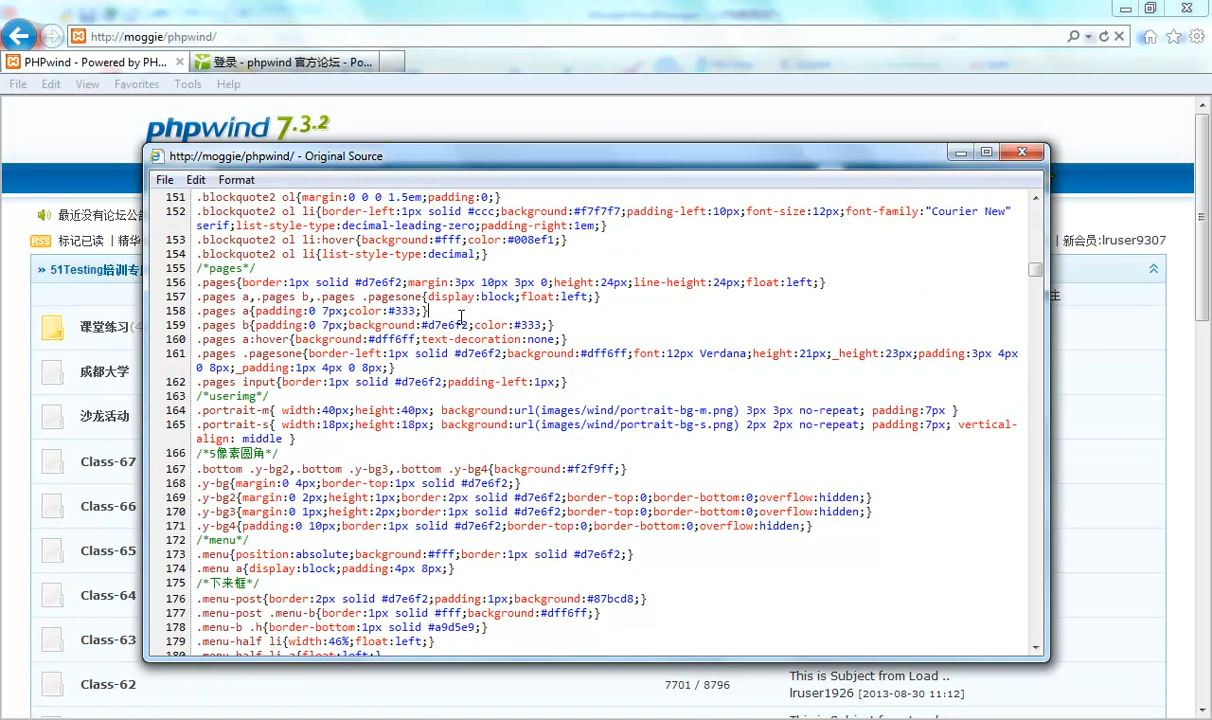 http://moggie/phpwind/
PHPwind - Powered by PH...
登录 - phpwind 官方论坛 - Po...
File Edit View Favorites Tools Help
phpwind 7.3.2
http://moggie/phpwind/ - Original Source
File Edit Format
151 .blockquote2 ol{margin:0 0 0 1.5em;padding:0;}
152 .blockquote2 ol li{border-left:1px solid #ccc;background:#f7f7f7;padding-left:10px;font-size:12px;font-family:"Courier New"
serif;list-style-type:decimal-leading-zero;padding-right:1em;}
153 .blockquote2 ol li:hover{background:#fff;color:#008ef1;}
154 .blockquote2 ol li{list-style-type:decimal;}
155 /*pages*/
156 .pages{border:1px solid #d7e6f2;margin:3px 10px 3px 0;height:24px;line-height:24px;float:left;}
157 .pages a,.pages b,.pages .pagesone{display:block;float:left;}
158 .pages a{padding:0 7px;color:#333;}
159 .pages b{padding:0 7px;background:#d7e6f2;color:#333;}
160 .pages a:hover{background:#dff6ff;text-decoration:none;}
161 .pages .pagesone{border-left:1px solid #d7e6f2;background:#dff6ff;font:12px Verdana;height:21px;_height:23px;padding:3px 4px
0 8px;_padding:1px 4px 0 8px;}
162 .pages input{border:1px solid #d7e6f2;padding-left:1px;}
163 /*userimg*/
164 .portrait-m{ width:40px;height:40px; background:url(images/wind/portrait-bg-m.png) 3px 3px no-repeat; padding:7px }
165 .portrait-s{ width:18px;height:18px; background:url(images/wind/portrait-bg-s.png) 2px 2px no-repeat; padding:7px; vertical-
align: middle }
166 /*5像素圆角*/
167 .bottom .y-bg2,.bottom .y-bg3,.bottom .y-bg4{background:#f2f9ff;}
168 .y-bg{margin:0 4px;border-top:1px solid #d7e6f2;}
169 .y-bg2{margin:0 2px;height:1px;border:2px solid #d7e6f2;border-top:0;border-bottom:0;overflow:hidden;}
170 .y-bg3{margin:0 1px;height:2px;border:1px solid #d7e6f2;border-top:0;border-bottom:0;overflow:hidden;}
171 .y-bg4{padding:0 10px;border:1px solid #d7e6f2;border-top:0;border-bottom:0;overflow:hidden;}
172 /*menu*/
173 .menu{position:absolute;background:#fff;border:1px solid #d7e6f2;}
174 .menu a{display:block;padding:4px 8px;}
175 /*下来框*/
176 .menu-post{border:2px solid #d7e6f2;padding:1px;background:#87bcd8;}
177 .menu-post .menu-b{border:1px solid #fff;background:#dff6ff;}
178 .menu-b .h{border-bottom:1px solid #a9d5e9;}
179 .menu-half li{width:46%;float:left;}
180 .menu-half li a{float:left;}
最近没有论坛公
RSS 标记已读 | 精华
| 新会员:lruser9307
» 51Testing培训专
主题
课堂练习
成都大学
沙龙活动
Class-67
Class-66
Class-65
Class-64
Class-63
Class-62
7701 / 8796
This is Subject from Load ..
lruser1926 [2013-08-30 11:12]